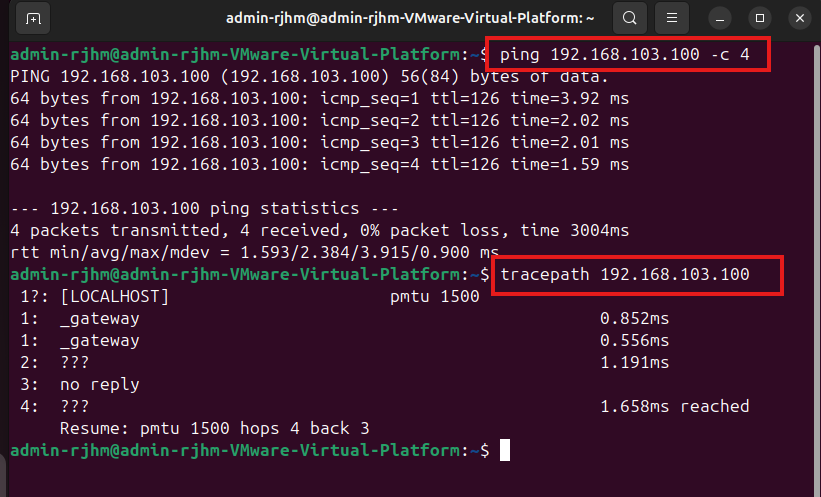 admin-rjhm@admin-rjhm-VMware-Virtual-Platform: ~
admin-rjhm@admin-rjhm-VMware-Virtual-Platform:~$ ping 192.168.103.100 -c 4
PING 192.168.103.100 (192.168.103.100) 56(84) bytes of data.
64 bytes from 192.168.103.100: icmp_seq=1 ttl=126 time=3.92 ms
64 bytes from 192.168.103.100: icmp_seq=2 ttl=126 time=2.02 ms
64 bytes from 192.168.103.100: icmp_seq=3 ttl=126 time=2.01 ms
64 bytes from 192.168.103.100: icmp_seq=4 ttl=126 time=1.59 ms
--- 192.168.103.100 ping statistics ---
4 packets transmitted, 4 received, 0% packet loss, time 3004ms
rtt min/avg/max/mdev = 1.593/2.384/3.915/0.900 ms
admin-rjhm@admin-rjhm-VMware-Virtual-Platform:~$ tracepath 192.168.103.100
1?: [LOCALHOST] pmtu 1500
1: _gateway 0.852ms
1: _gateway 0.556ms
2: ??? 1.191ms
3: no reply
4: ??? 1.658ms reached
Resume: pmtu 1500 hops 4 back 3
admin-rjhm@admin-rjhm-VMware-Virtual-Platform:~$